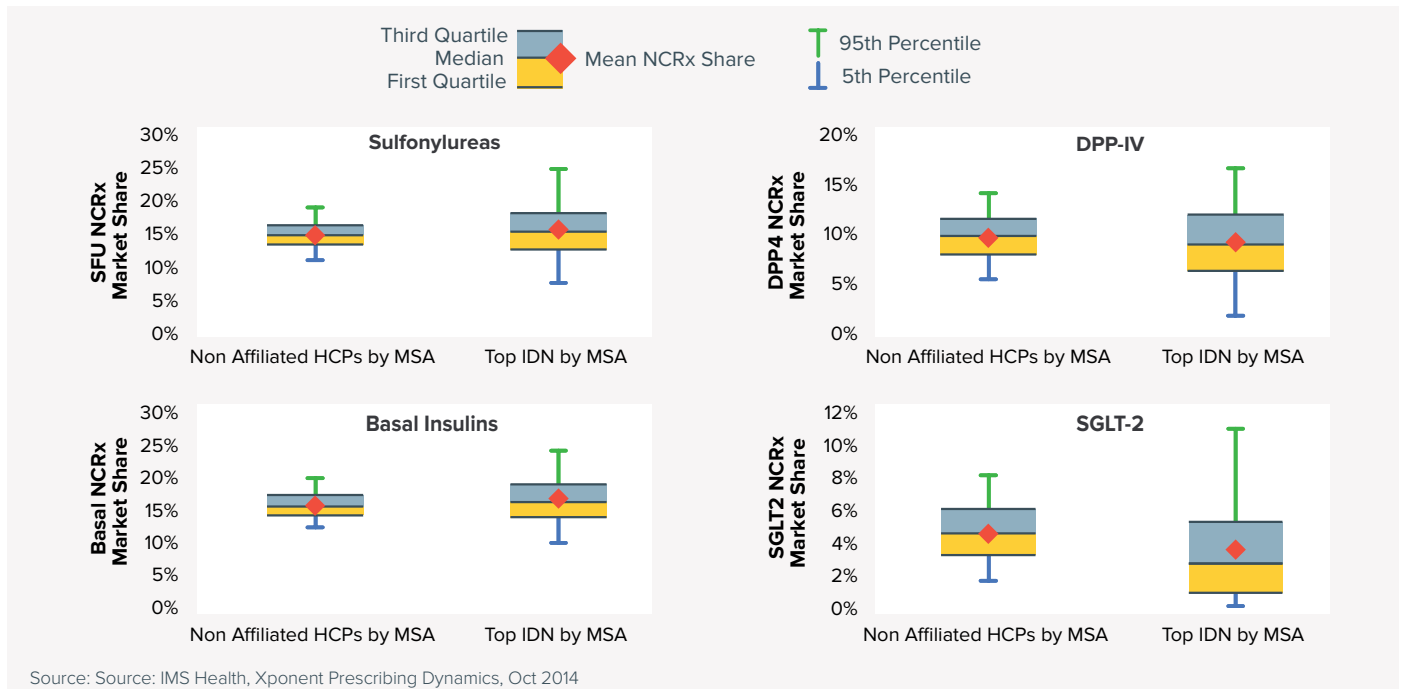 Third Quartile
Median
First Quartile
Mean NCRx Share
95th Percentile
5th Percentile
Sulfonylureas
SFU NCRx
Market Share
30%
25%
20%
15%
10%
5%
0%
Non Affiliated HCPs by MSA
Top IDN by MSA
DPP-IV
DPP4 NCRx
Market Share
20%
15%
10%
5%
0%
Non Affiliated HCPs by MSA
Top IDN by MSA
Basal Insulins
Basal NCRx
Market Share
30%
25%
20%
15%
10%
5%
0%
Non Affiliated HCPs by MSA
Top IDN by MSA
SGLT-2
SGLT2 NCRx
Market Share
12%
10%
8%
6%
4%
2%
0%
Non Affiliated HCPs by MSA
Top IDN by MSA
Source: Source: IMS Health, Xponent Prescribing Dynamics, Oct 2014